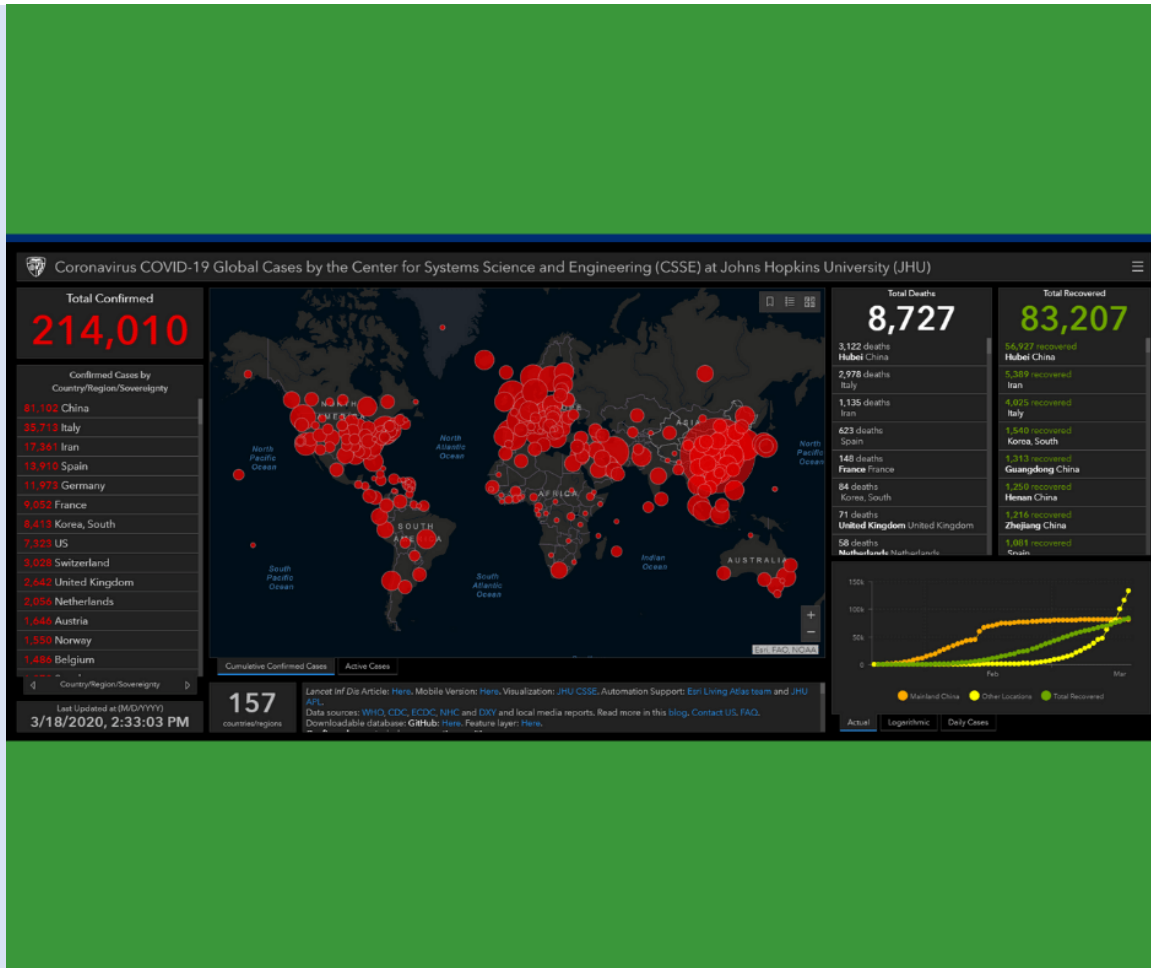 Coronavirus COVID-19 Global Cases by the Center for Systems Science and Engineering (CSSE) at Johns Hopkins University (JHU)
Total Confirmed
214,010
Confirmed Cases by
Country/Region/Sovereignty
81,102 China
35,713 Italy
17,361 Iran
13,910 Spain
11,973 Germany
9,052 France
8,413 Korea, South
7,323 US
3,028 Switzerland
2,642 United Kingdom
2,056 Netherlands
1,646 Austria
1,550 Norway
1,486 Belgium
Country/Region/Sovereignty
Last Updated at (M/D/YYYY)
3/18/2020, 2:33:03 PM
NORTH
AMERICA
North
Pacific
Ocean
North
Atlantic
Ocean
ASIA
AFRICA
North
Pacific
Ocean
SOUTH
AMERICA
South
Pacific
Ocean
South
Atlantic
Ocean
Indian
Ocean
AUSTRALIA
+
−
Esri, FAO, NOAA
Cumulative Confirmed Cases
Active Cases
157
countries/regions
Lancet Inf Dis Article: Here. Mobile Version: Here. Visualization: JHU CSSE. Automation Support: Esri Living Atlas team and JHU
APL.
Data sources: WHO, CDC, ECDC, NHC and DXY and local media reports. Read more in this blog. Contact US. FAQ.
Downloadable database: GitHub: Here. Feature layer: Here.
Total Deaths
8,727
3,122 deaths
Hubei China
2,978 deaths
Italy
1,135 deaths
Iran
623 deaths
Spain
148 deaths
France France
84 deaths
Korea, South
71 deaths
United Kingdom United Kingdom
58 deaths
Netherlands Netherlands
Total Recovered
83,207
56,927 recovered
Hubei China
5,389 recovered
Iran
4,025 recovered
Italy
1,540 recovered
Korea, South
1,313 recovered
Guangdong China
1,250 recovered
Henan China
1,216 recovered
Zhejiang China
1,081 recovered
Spain
150k
100k
50k
0
Feb
Mar
Mainland China
Other Locations
Total Recovered
Actual
Logarithmic
Daily Cases